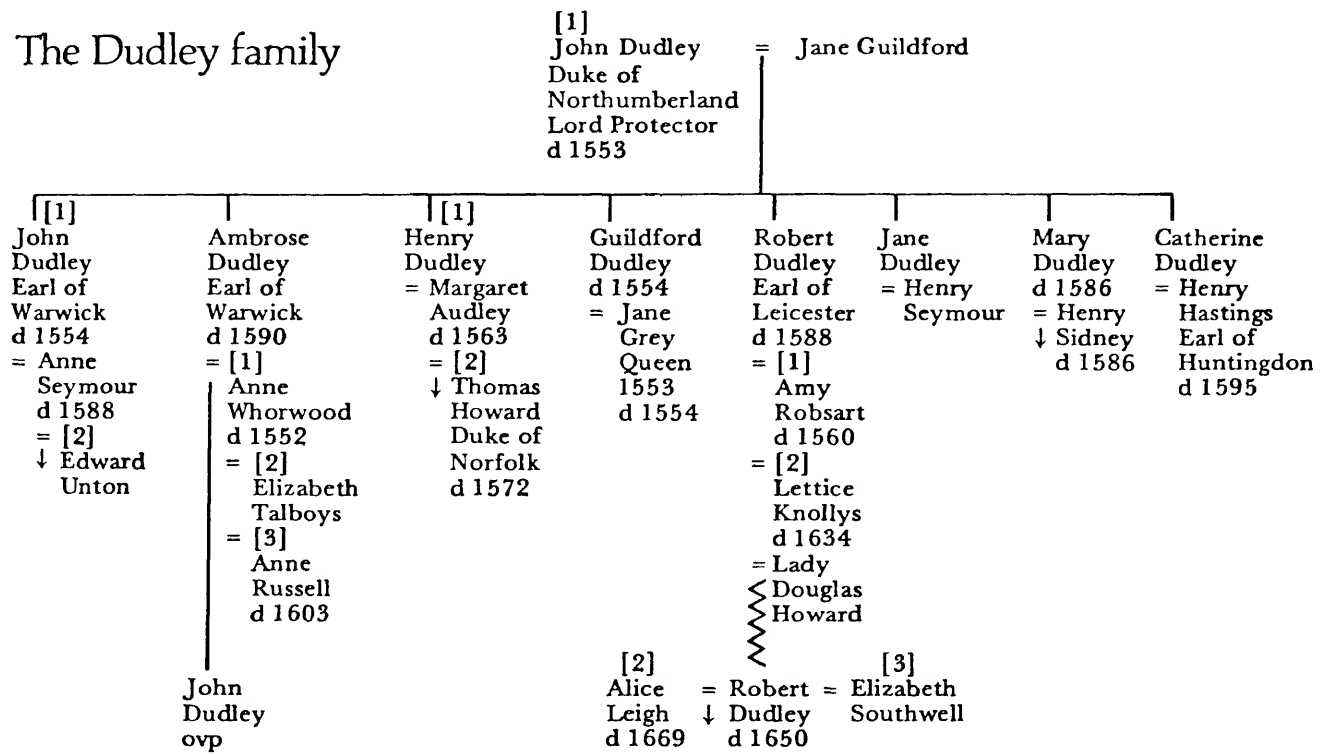 The Dudley family
[1]
John Dudley = Jane Guildford
Duke of
Northumberland
Lord Protector
d 1553
[1]
John
Dudley
Earl of
Warwick
d 1554
= Anne
Seymour
d 1588
= [2]
↓ Edward
Unton
Ambrose
Dudley
Earl of
Warwick
d 1590
= [1]
Anne
Whorwood
d 1552
= [2]
Elizabeth
Talboys
= [3]
Anne
Russell
d 1603
[1]
Henry
Dudley
= Margaret
Audley
d 1563
= [2]
↓ Thomas
Howard
Duke of
Norfolk
d 1572
Guildford
Dudley
d 1554
= Jane
Grey
Queen
1553
d 1554
Robert
Dudley
Earl of
Leicester
d 1588
= [1]
Amy
Robsart
d 1560
= [2]
Lettice
Knollys
d 1634
= Lady
Douglas
Howard
Jane
Dudley
= Henry
Seymour
Mary
Dudley
d 1586
= Henry
↓ Sidney
d 1586
Catherine
Dudley
= Henry
Hastings
Earl of
Huntingdon
d 1595
John
Dudley
ovp
[2] [3]
Alice = Robert = Elizabeth
Leigh ↓ Dudley Southwell
d 1669 d 1650